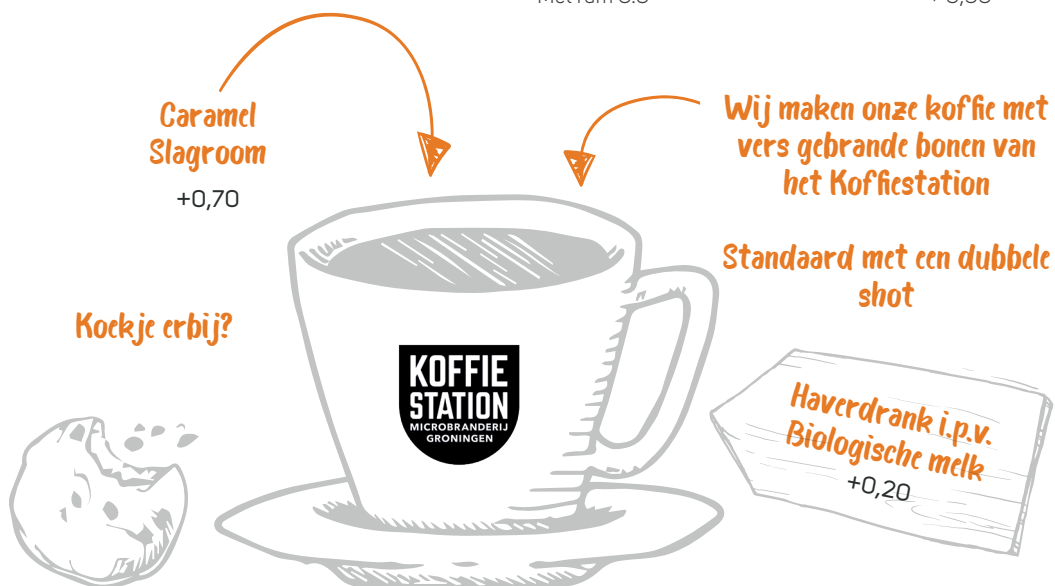 Caramel
Slagroom
+0,70
Wij maken onze koffie met
vers gebrande bonen van
het Koffiestation
Standaard met een dubbele
shot
Koekje erbij?
KOFFIE
STATION
MICROBRANDERIJ
GRONINGEN
Haverdrank i.p.v.
Biologische melk
+0,20